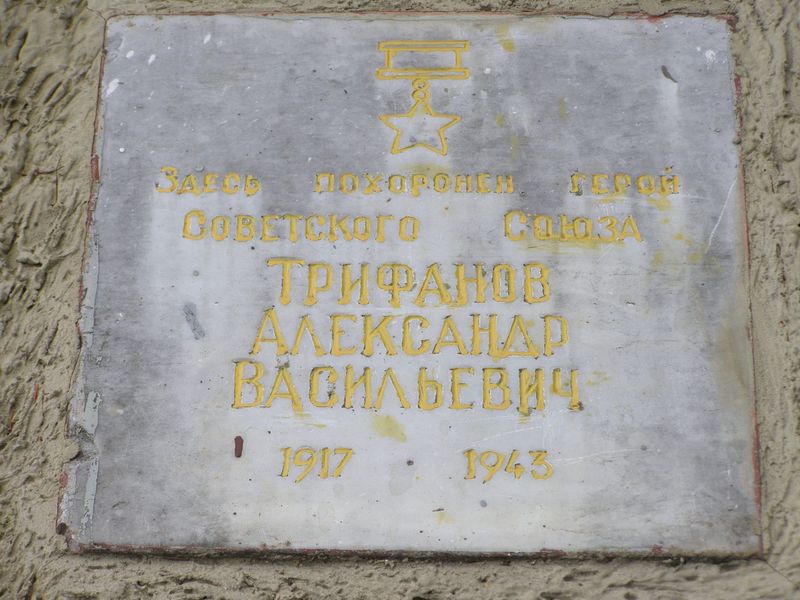 Здесь похоронен герой
Советского Союза
Трифанов
Александр
Васильевич
1917 1943